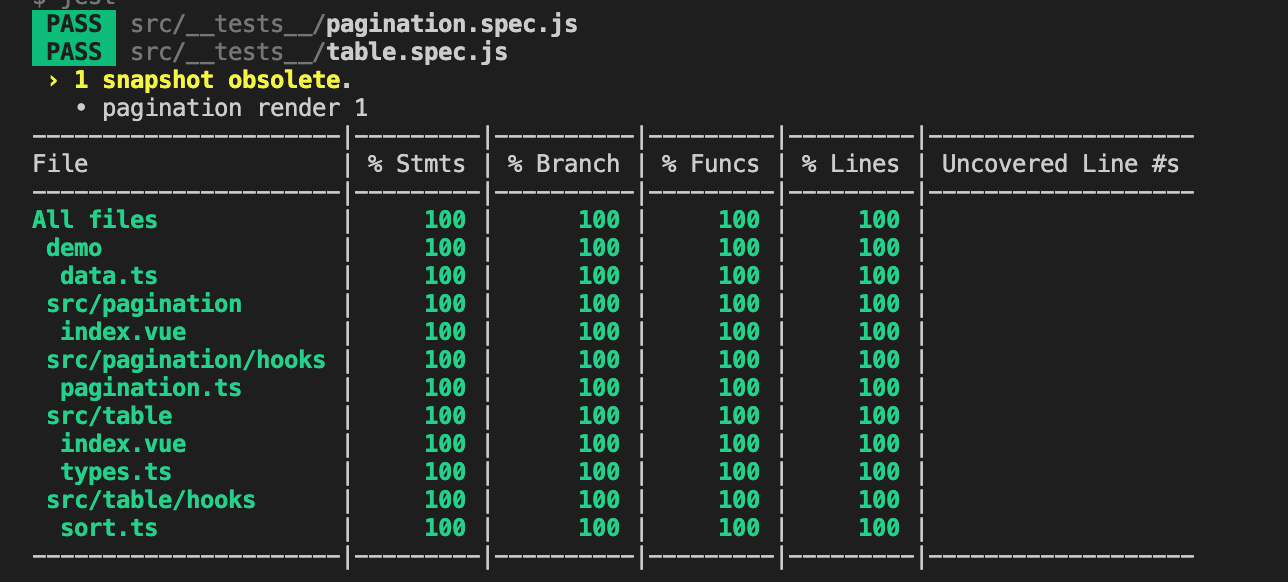 $ jest
PASS src/__tests__/pagination.spec.js
PASS src/__tests__/table.spec.js
› 1 snapshot obsolete.
• pagination render 1
-----------------------|---------|----------|---------|---------|-------------------
File | % Stmts | % Branch | % Funcs | % Lines | Uncovered Line #s
-----------------------|---------|----------|---------|---------|-------------------
All files | 100 | 100 | 100 | 100 |
demo | 100 | 100 | 100 | 100 |
data.ts | 100 | 100 | 100 | 100 |
src/pagination | 100 | 100 | 100 | 100 |
index.vue | 100 | 100 | 100 | 100 |
src/pagination/hooks | 100 | 100 | 100 | 100 |
pagination.ts | 100 | 100 | 100 | 100 |
src/table | 100 | 100 | 100 | 100 |
index.vue | 100 | 100 | 100 | 100 |
types.ts | 100 | 100 | 100 | 100 |
src/table/hooks | 100 | 100 | 100 | 100 |
sort.ts | 100 | 100 | 100 | 100 |
-----------------------|---------|----------|---------|---------|-------------------